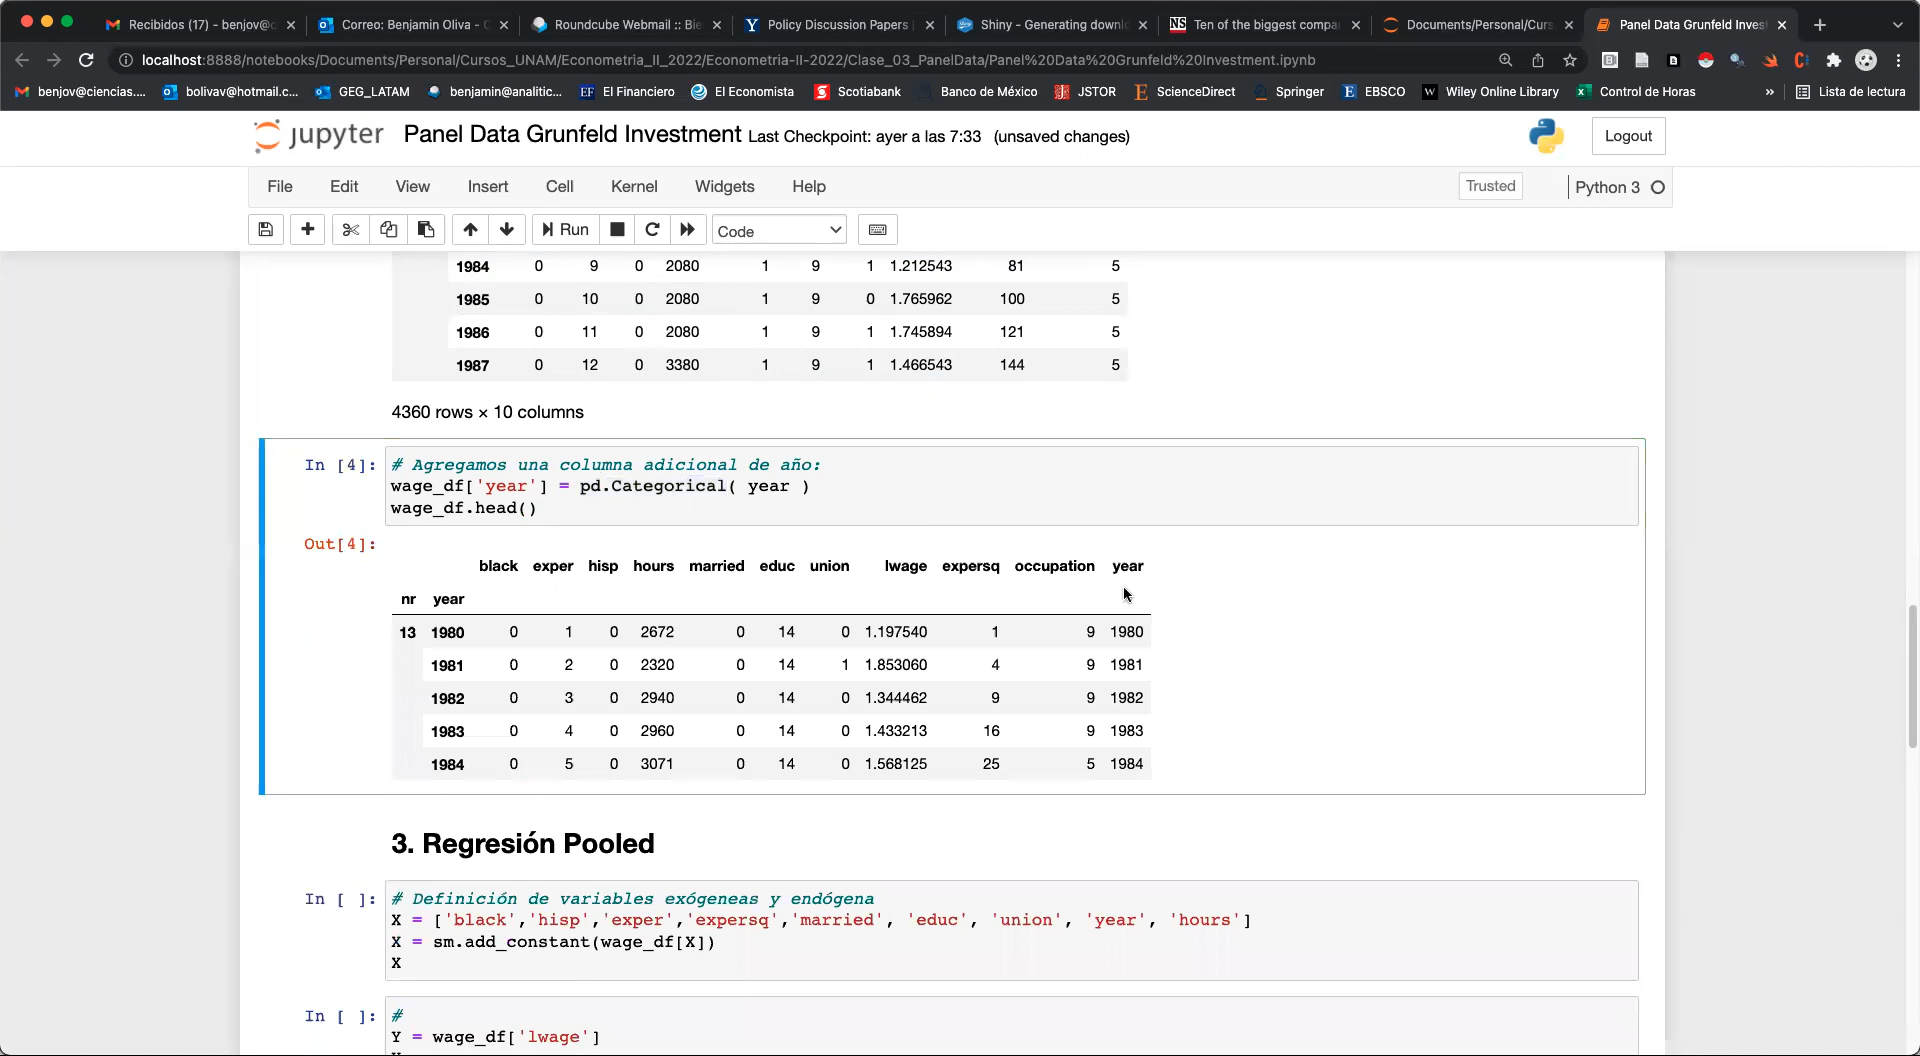 Recibidos (17) - benjov@c
Correo: Benjamin Oliva - C
Roundcube Webmail :: Bie
Policy Discussion Papers
Shiny - Generating downl
Ten of the biggest compa
Documents/Personal/Curs
Panel Data Grunfeld Invest
localhost:8888/notebooks/Documents/Personal/Cursos_UNAM/Econometria_II_2022/Econometria-II-2022/Clase_03_PanelData/Panel%20Data%20Grunfeld%20Investment.ipynb
benjov@ciencias.... bolivav@hotmail.c... GEG_LATAM benjamin@analitic... El Financiero El Economista Scotiabank Banco de México JSTOR ScienceDirect Springer EBSCO Wiley Online Library Control de Horas » Lista de lectura
jupyter Panel Data Grunfeld Investment Last Checkpoint: ayer a las 7:33 (unsaved changes) Logout
File Edit View Insert Cell Kernel Widgets Help Trusted Python 3
Run Code
1984 0 9 0 2080 1 9 1 1.212543 81 5
1985 0 10 0 2080 1 9 0 1.765962 100 5
1986 0 11 0 2080 1 9 1 1.745894 121 5
1987 0 12 0 3380 1 9 1 1.466543 144 5
4360 rows × 10 columns
In [4]: # Agregamos una columna adicional de año:
wage_df['year'] = pd.Categorical( year )
wage_df.head()
Out[4]:
black exper hisp hours married educ union lwage expersq occupation year
nr year
13 1980 0 1 0 2672 0 14 0 1.197540 1 9 1980
1981 0 2 0 2320 0 14 1 1.853060 4 9 1981
1982 0 3 0 2940 0 14 0 1.344462 9 9 1982
1983 0 4 0 2960 0 14 0 1.433213 16 9 1983
1984 0 5 0 3071 0 14 0 1.568125 25 5 1984
3. Regresión Pooled
In [ ]: # Definición de variables exógeneas y endógena
X = ['black','hisp','exper','expersq','married', 'educ', 'union', 'year', 'hours']
X = sm.add_constant(wage_df[X])
X
In [ ]: #
Y = wage_df['lwage']